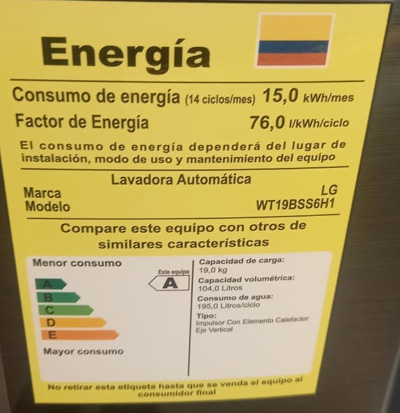 Energía
Consumo de energía (14 ciclos/mes) 15,0 kWh/mes
Factor de Energía 76,0 l/kWh/ciclo
El consumo de energía dependerá del lugar de
instalación, modo de uso y mantenimiento del equipo
Lavadora Automática
Marca LG
Modelo WT19BSS6H1
Compare este equipo con otros de
similares características
Menor consumo
Este equipo
A
A
B
C
D
E
Mayor consumo
Capacidad de carga:
19,0 kg
Capacidad volumétrica:
104,0 Litros
Consumo de agua:
195,0 Litros/ciclo
Tipo:
Impulsor Con Elemento Calefactor
Eje Vertical
No retirar esta etiqueta hasta que se venda el equipo al
consumidor final